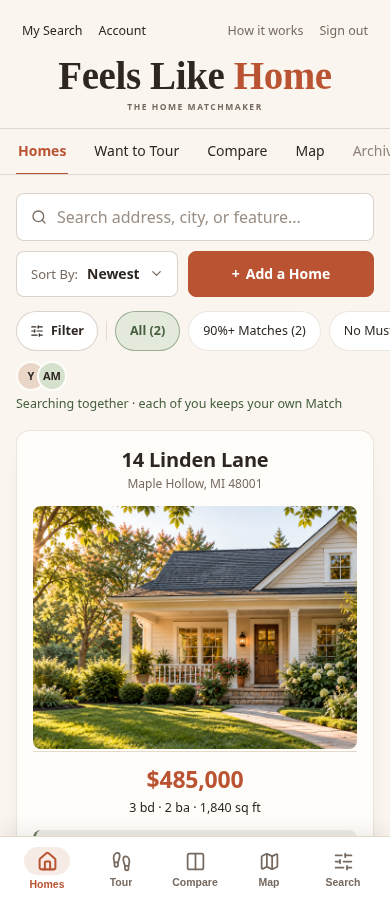 My Search Account How it works Sign out
Feels Like Home
THE HOME MATCHMAKER
Homes Want to Tour Compare Map Archiv
Search address, city, or feature...
Sort By: Newest + Add a Home
Filter All (2) 90%+ Matches (2) No Mus
Y AM
Searching together · each of you keeps your own Match
14 Linden Lane
Maple Hollow, MI 48001
$485,000
3 bd · 2 ba · 1,840 sq ft
Homes Tour Compare Map Search